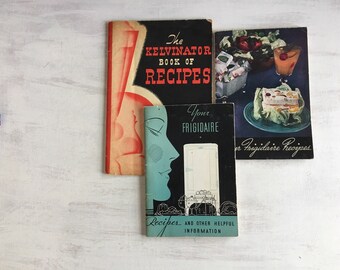 The
KELVINATOR
BOOK OF
RECIPES
Frigidaire Recipes
Your
FRIGIDAIRE
Recipes AND OTHER HELPFUL
INFORMATION